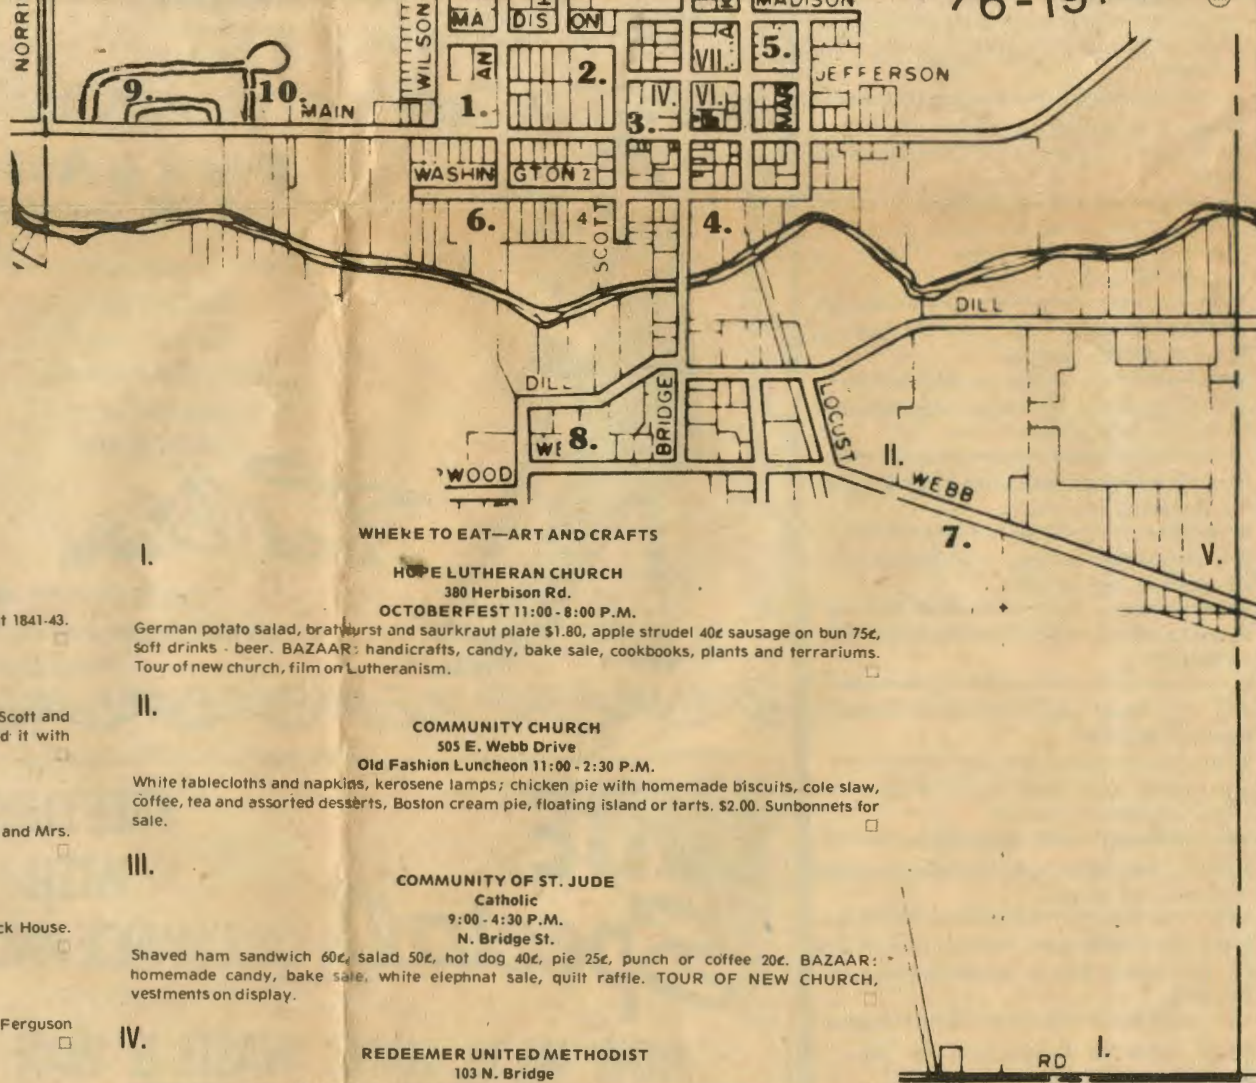 76-19
NORRI
WILSON
MA DIS ON
MADISON
AN
2.
VII.
A
5.
JEFFERSON
9.
10.
MAIN
1.
3.
IV.
VI.
MAR
WASHIN GTON 2
6.
4
SCOTT
4.
DILL
DILL
BRIDGE
LOCUST
WE 8.
WOOD
II.
WEBB
7.
V.
WHERE TO EAT—ART AND CRAFTS
I.
HOPE LUTHERAN CHURCH
380 Herbison Rd.
OCTOBERFEST 11:00 - 8:00 P.M.
German potato salad, bratwurst and saurkraut plate $1.80, apple strudel 40¢ sausage on bun 75¢,
soft drinks - beer. BAZAAR: handicrafts, candy, bake sale, cookbooks, plants and terrariums.
Tour of new church, film on Lutheranism.
II.
COMMUNITY CHURCH
505 E. Webb Drive
Old Fashion Luncheon 11:00 - 2:30 P.M.
White tablecloths and napkins, kerosene lamps; chicken pie with homemade biscuits, cole slaw,
coffee, tea and assorted desserts, Boston cream pie, floating island or tarts. $2.00. Sunbonnets for
sale.
III.
COMMUNITY OF ST. JUDE
Catholic
9:00 - 4:30 P.M.
N. Bridge St.
Shaved ham sandwich 60¢, salad 50¢, hot dog 40¢, pie 25¢, punch or coffee 20¢. BAZAAR:
homemade candy, bake sale, white elephnat sale, quilt raffle. TOUR OF NEW CHURCH,
vestments on display.
IV.
REDEEMER UNITED METHODIST
103 N. Bridge
t 1841-43.
Scott and
d it with
and Mrs.
ck House.
Ferguson
RD
I.